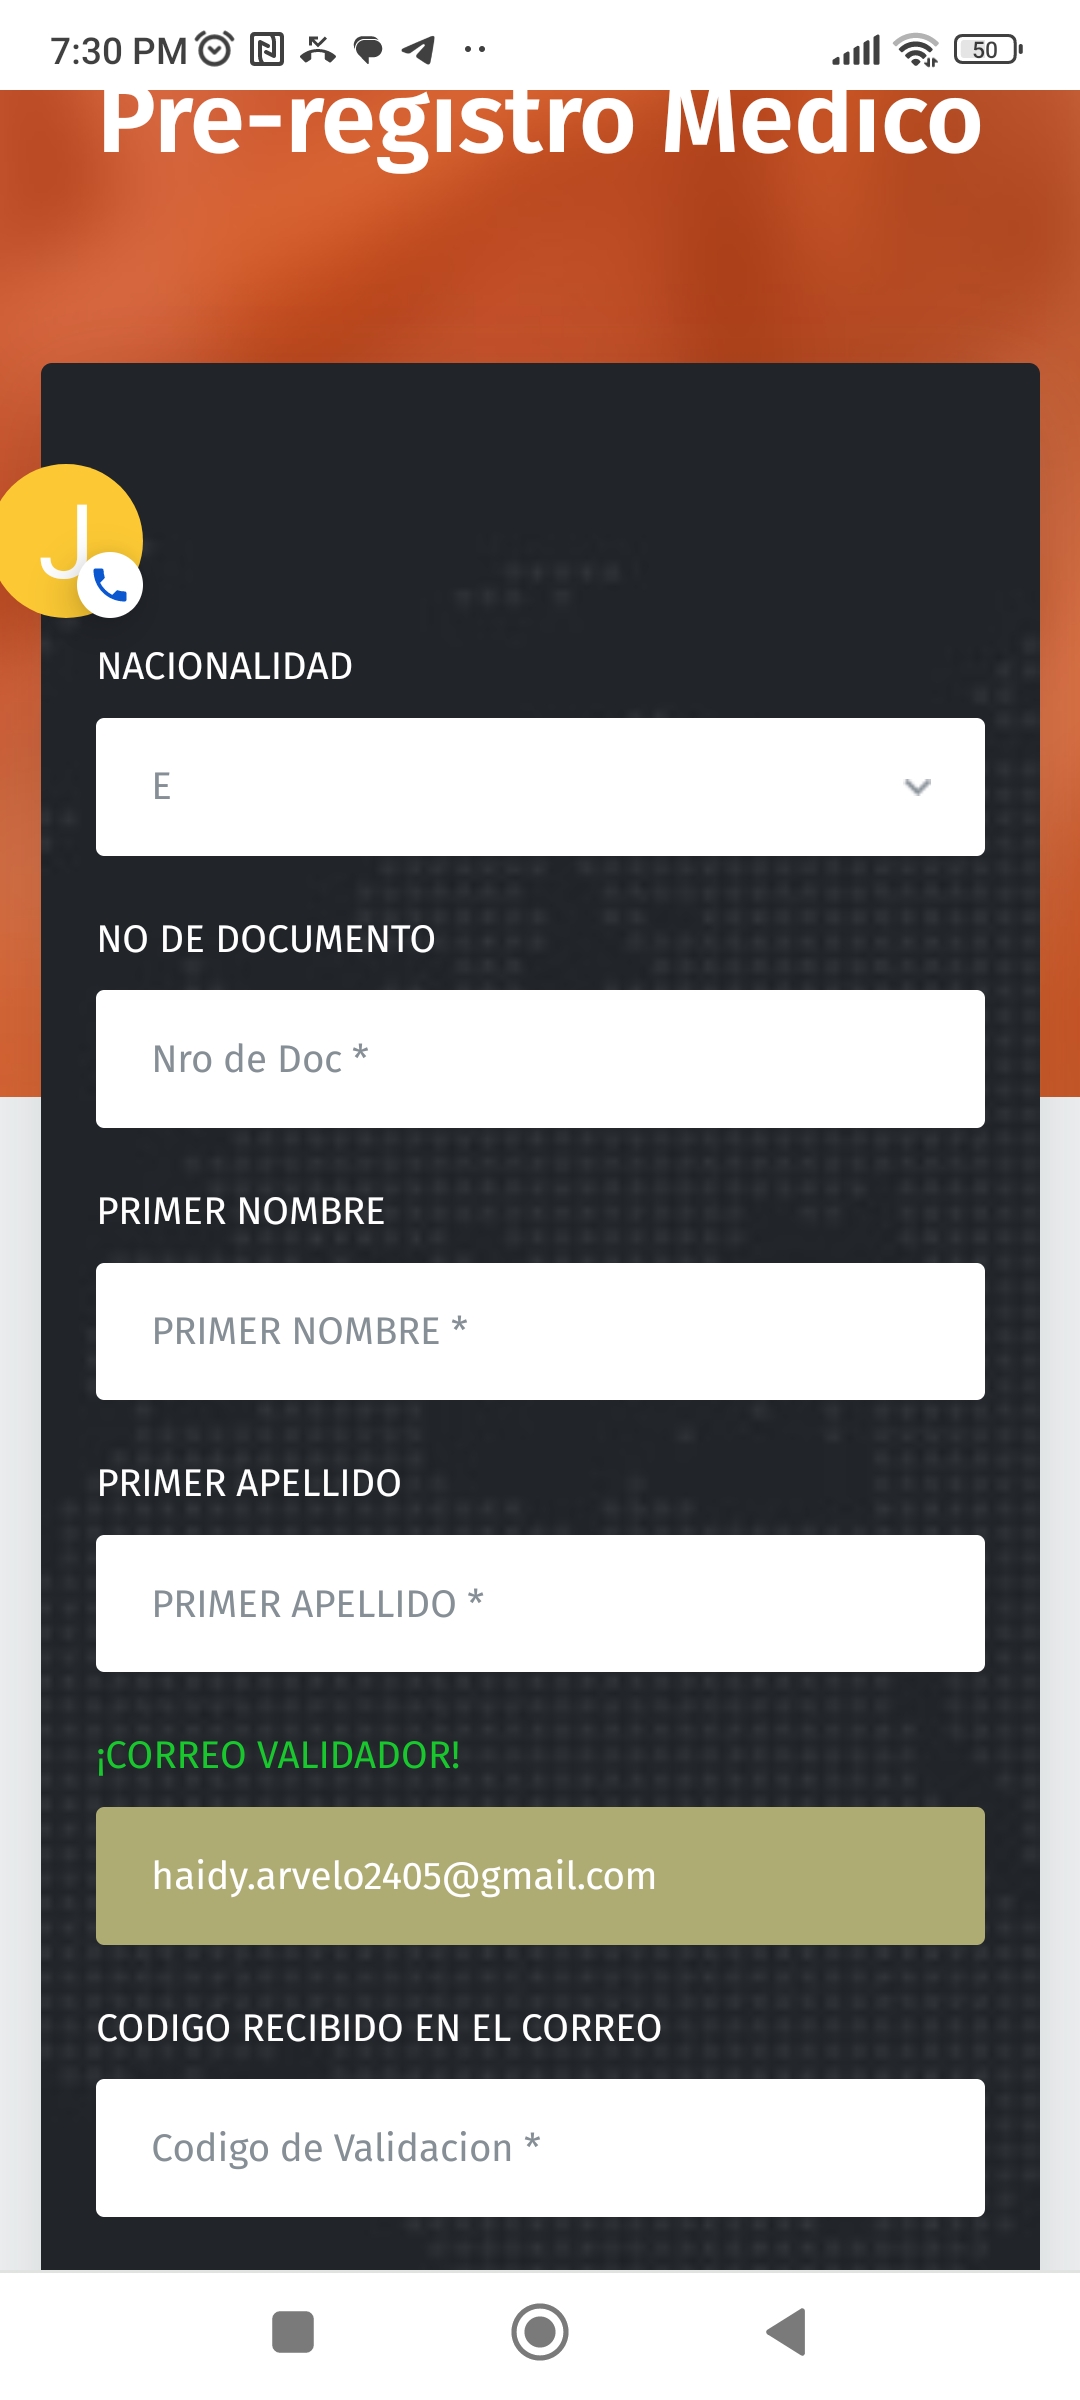 7:30 PM
50
Pre-registro Medico
J
NACIONALIDAD
E
NO DE DOCUMENTO
Nro de Doc *
PRIMER NOMBRE
PRIMER NOMBRE *
PRIMER APELLIDO
PRIMER APELLIDO *
¡CORREO VALIDADOR!
haidy.arvelo2405@gmail.com
CODIGO RECIBIDO EN EL CORREO
Codigo de Validacion *